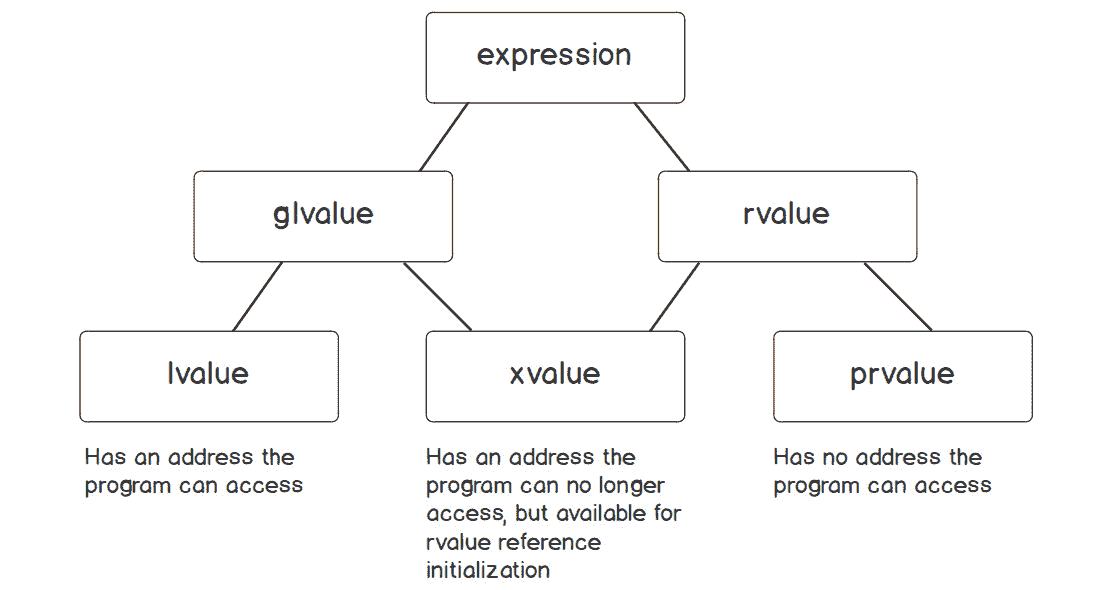 expression
glvalue
rvalue
lvalue
xvalue
prvalue
Has an address the
program can access
Has an address the
program can no longer
access, but available for
rvalue reference
initialization
Has no address the
program can access